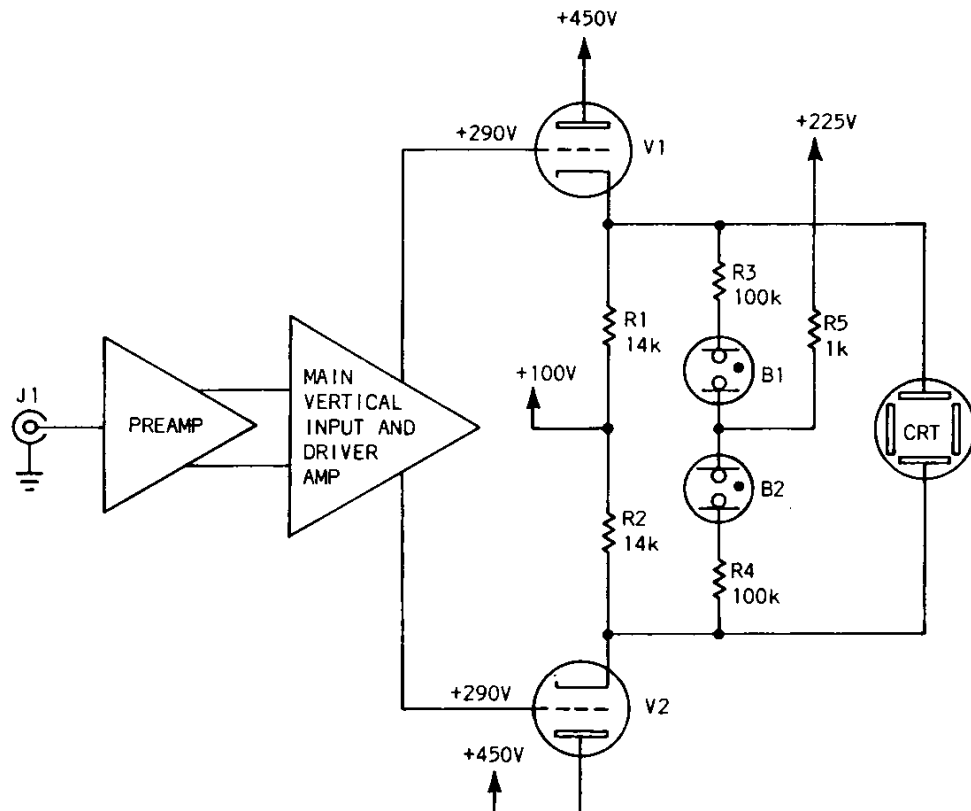 +450V
+290V
V1
+225V
R3
100k
R1
14k
R5
1k
B1
+100V
J1
PREAMP
MAIN
VERTICAL
INPUT AND
DRIVER
AMP
CRT
B2
R2
14k
R4
100k
+290V
V2
+450V